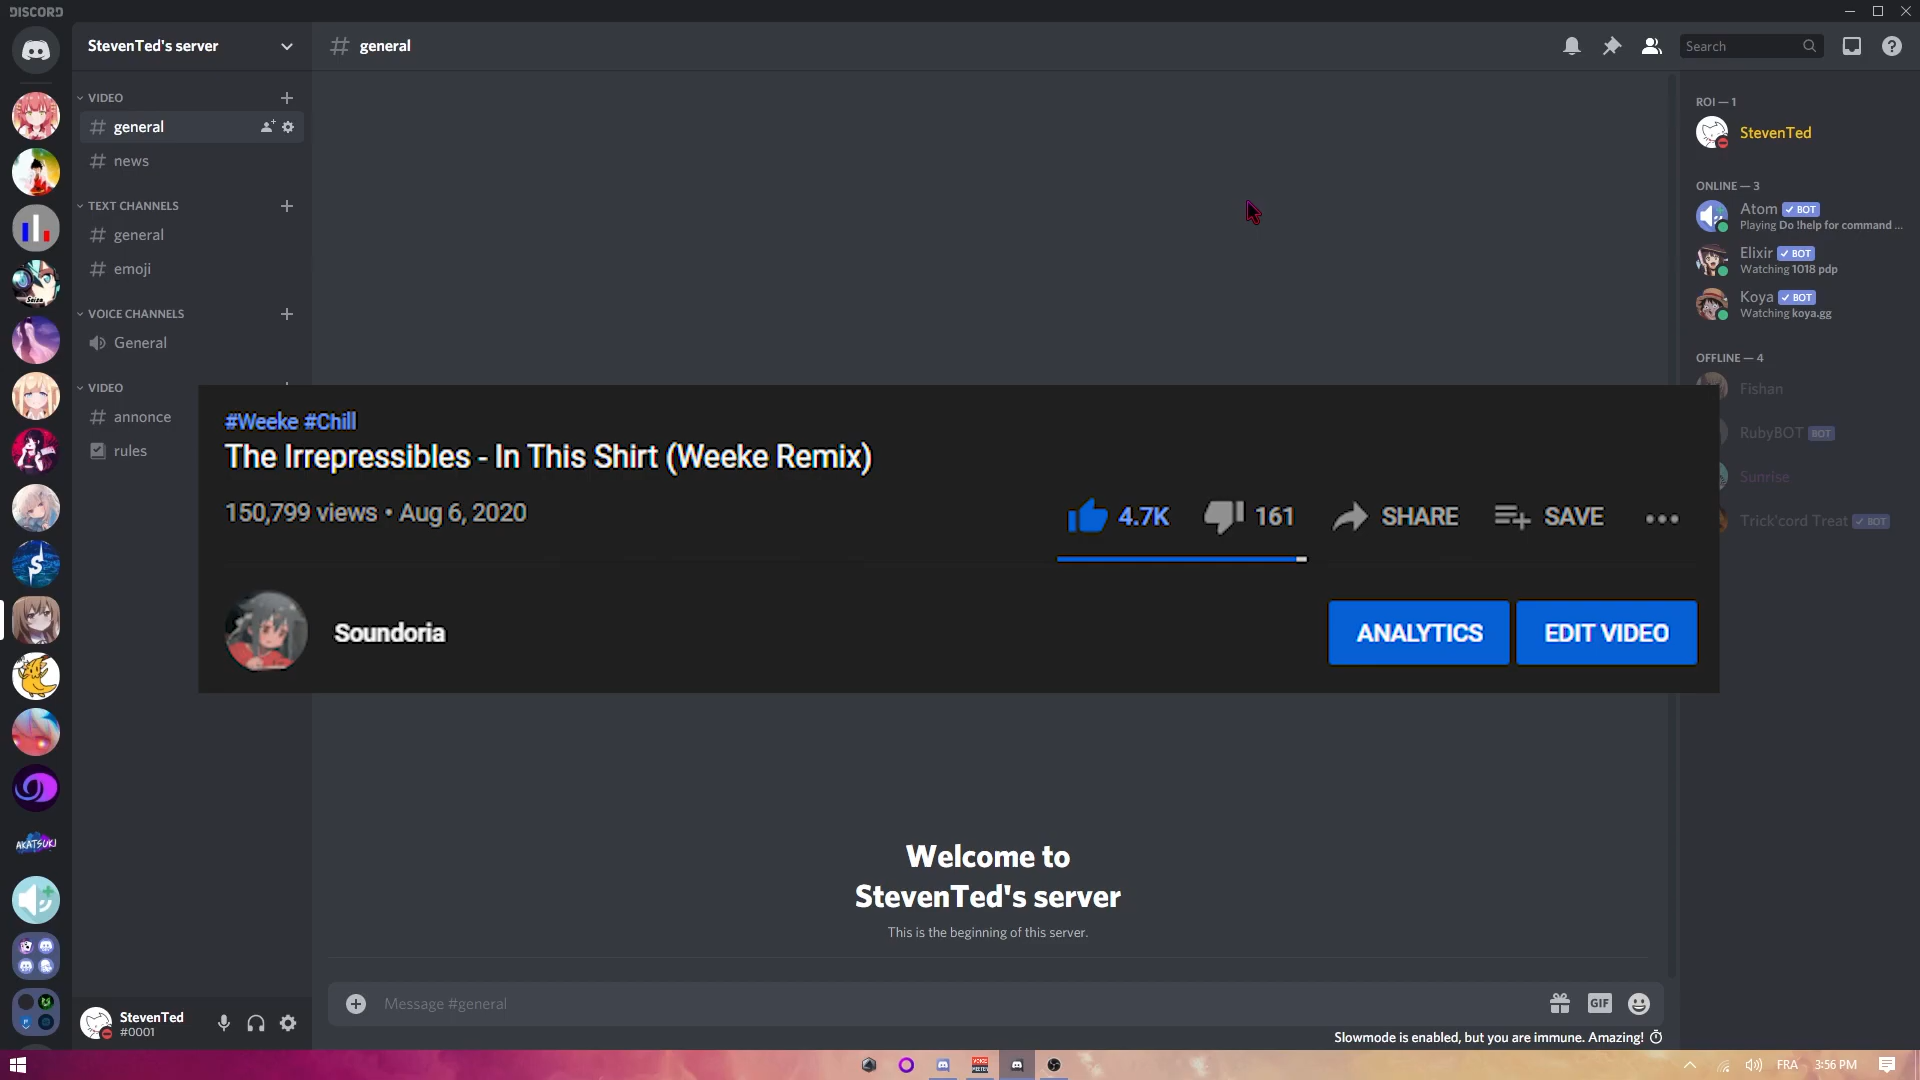 DISCORD
StevenTed's server
general
Search
VIDEO
general
news
TEXT CHANNELS
general
emoji
VOICE CHANNELS
General
VIDEO
annonce
rules
#Weeke #Chill
The Irrepressibles - In This Shirt (Weeke Remix)
150,799 views • Aug 6, 2020
4.7K
161
SHARE
SAVE
Soundoria
ANALYTICS
EDIT VIDEO
ROI — 1
StevenTed
ONLINE — 3
Atom ✓ BOT
Playing Do !help for command ...
Elixir ✓ BOT
Watching 1018 pdp
Koya ✓ BOT
Watching koya.gg
OFFLINE — 4
Fishan
RubyBOT BOT
Sunrise
Trick'cord Treat ✓ BOT
AKATSUKI
Welcome to
StevenTed's server
This is the beginning of this server.
Message #general
GIF
Slowmode is enabled, but you are immune. Amazing!
StevenTed
#0001
FRA
3:56 PM